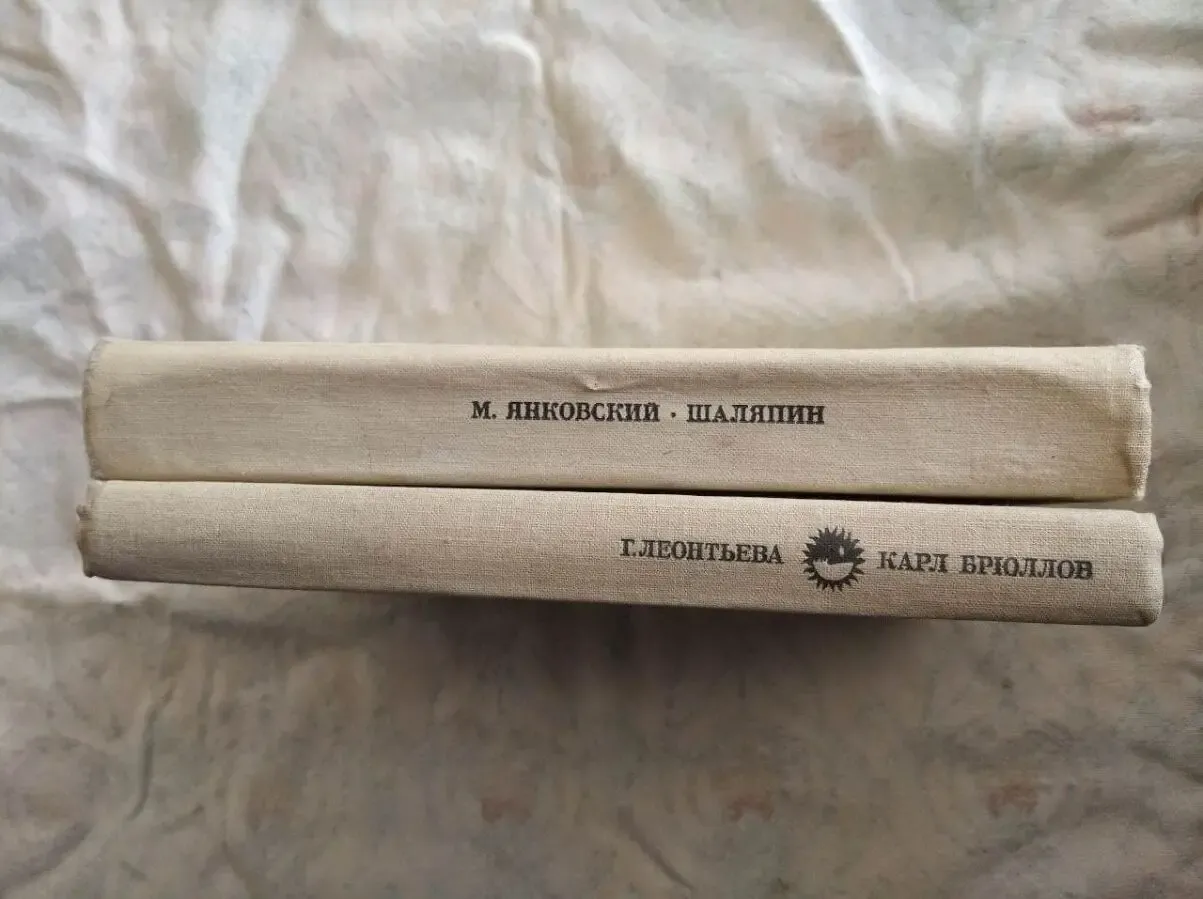 М. ЯНКОВСКИЙ · ШАЛЯПИН
Г. ЛЕОНТЬЕВА КАРЛ БРЮЛЛОВ